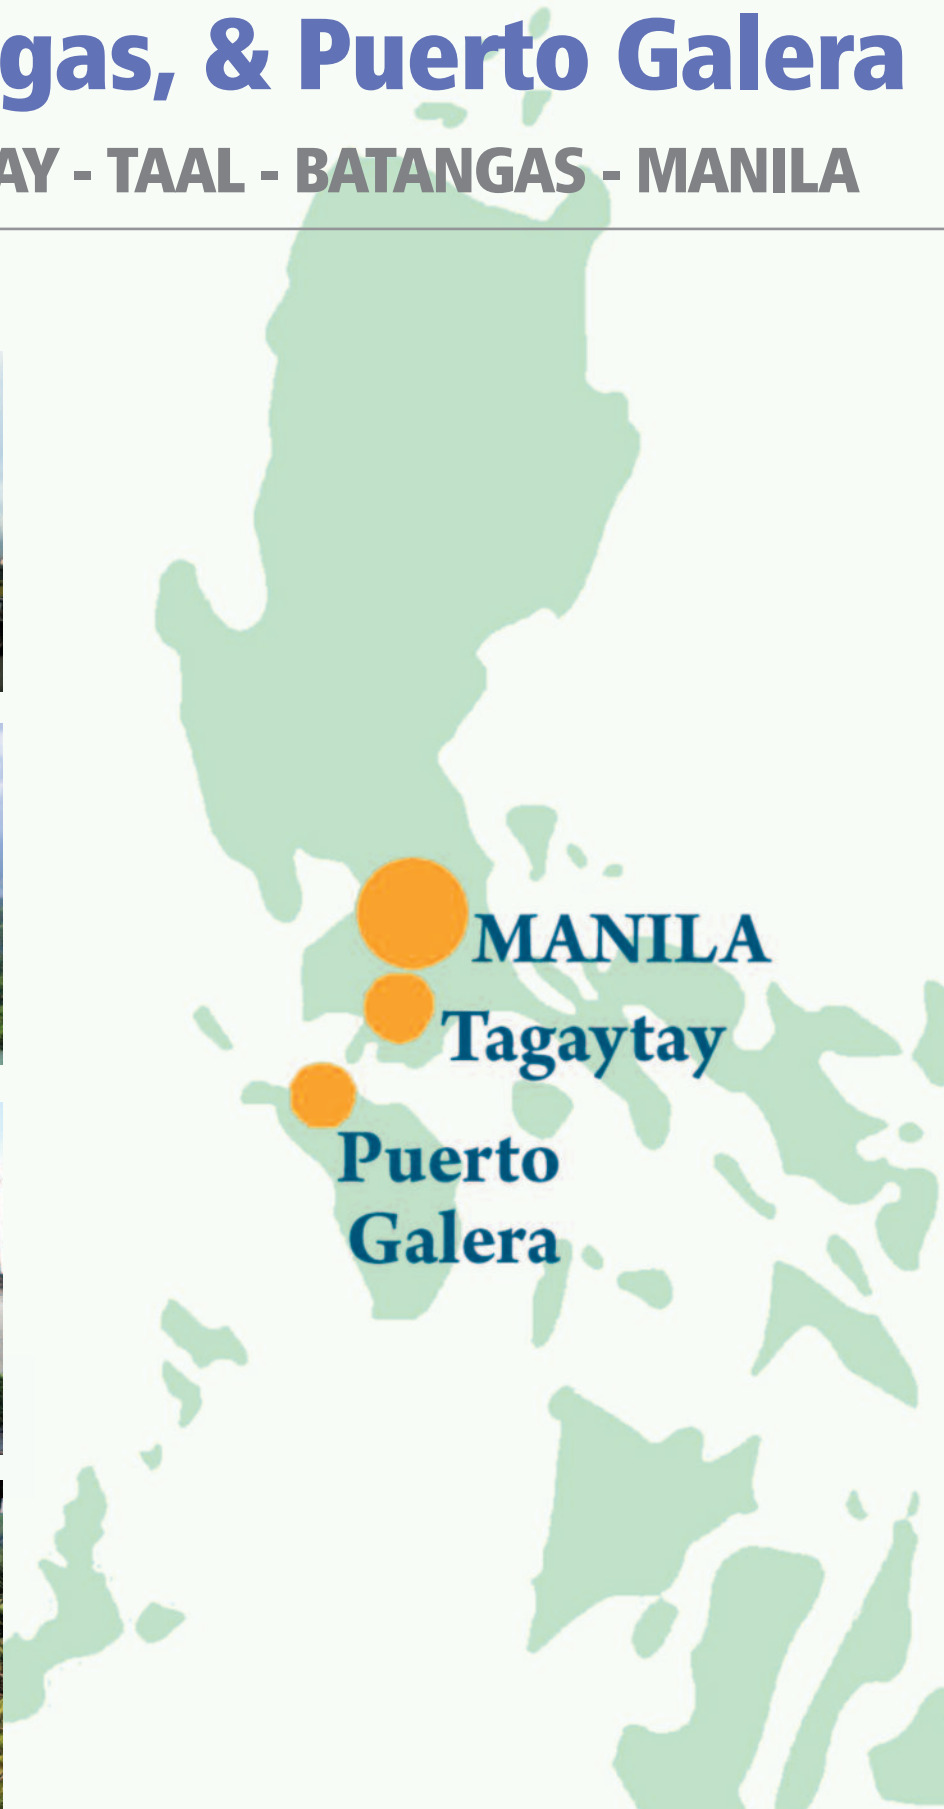 gas, & Puerto Galera
AY - TAAL - BATANGAS - MANILA
MANILA
Tagaytay
Puerto
Galera